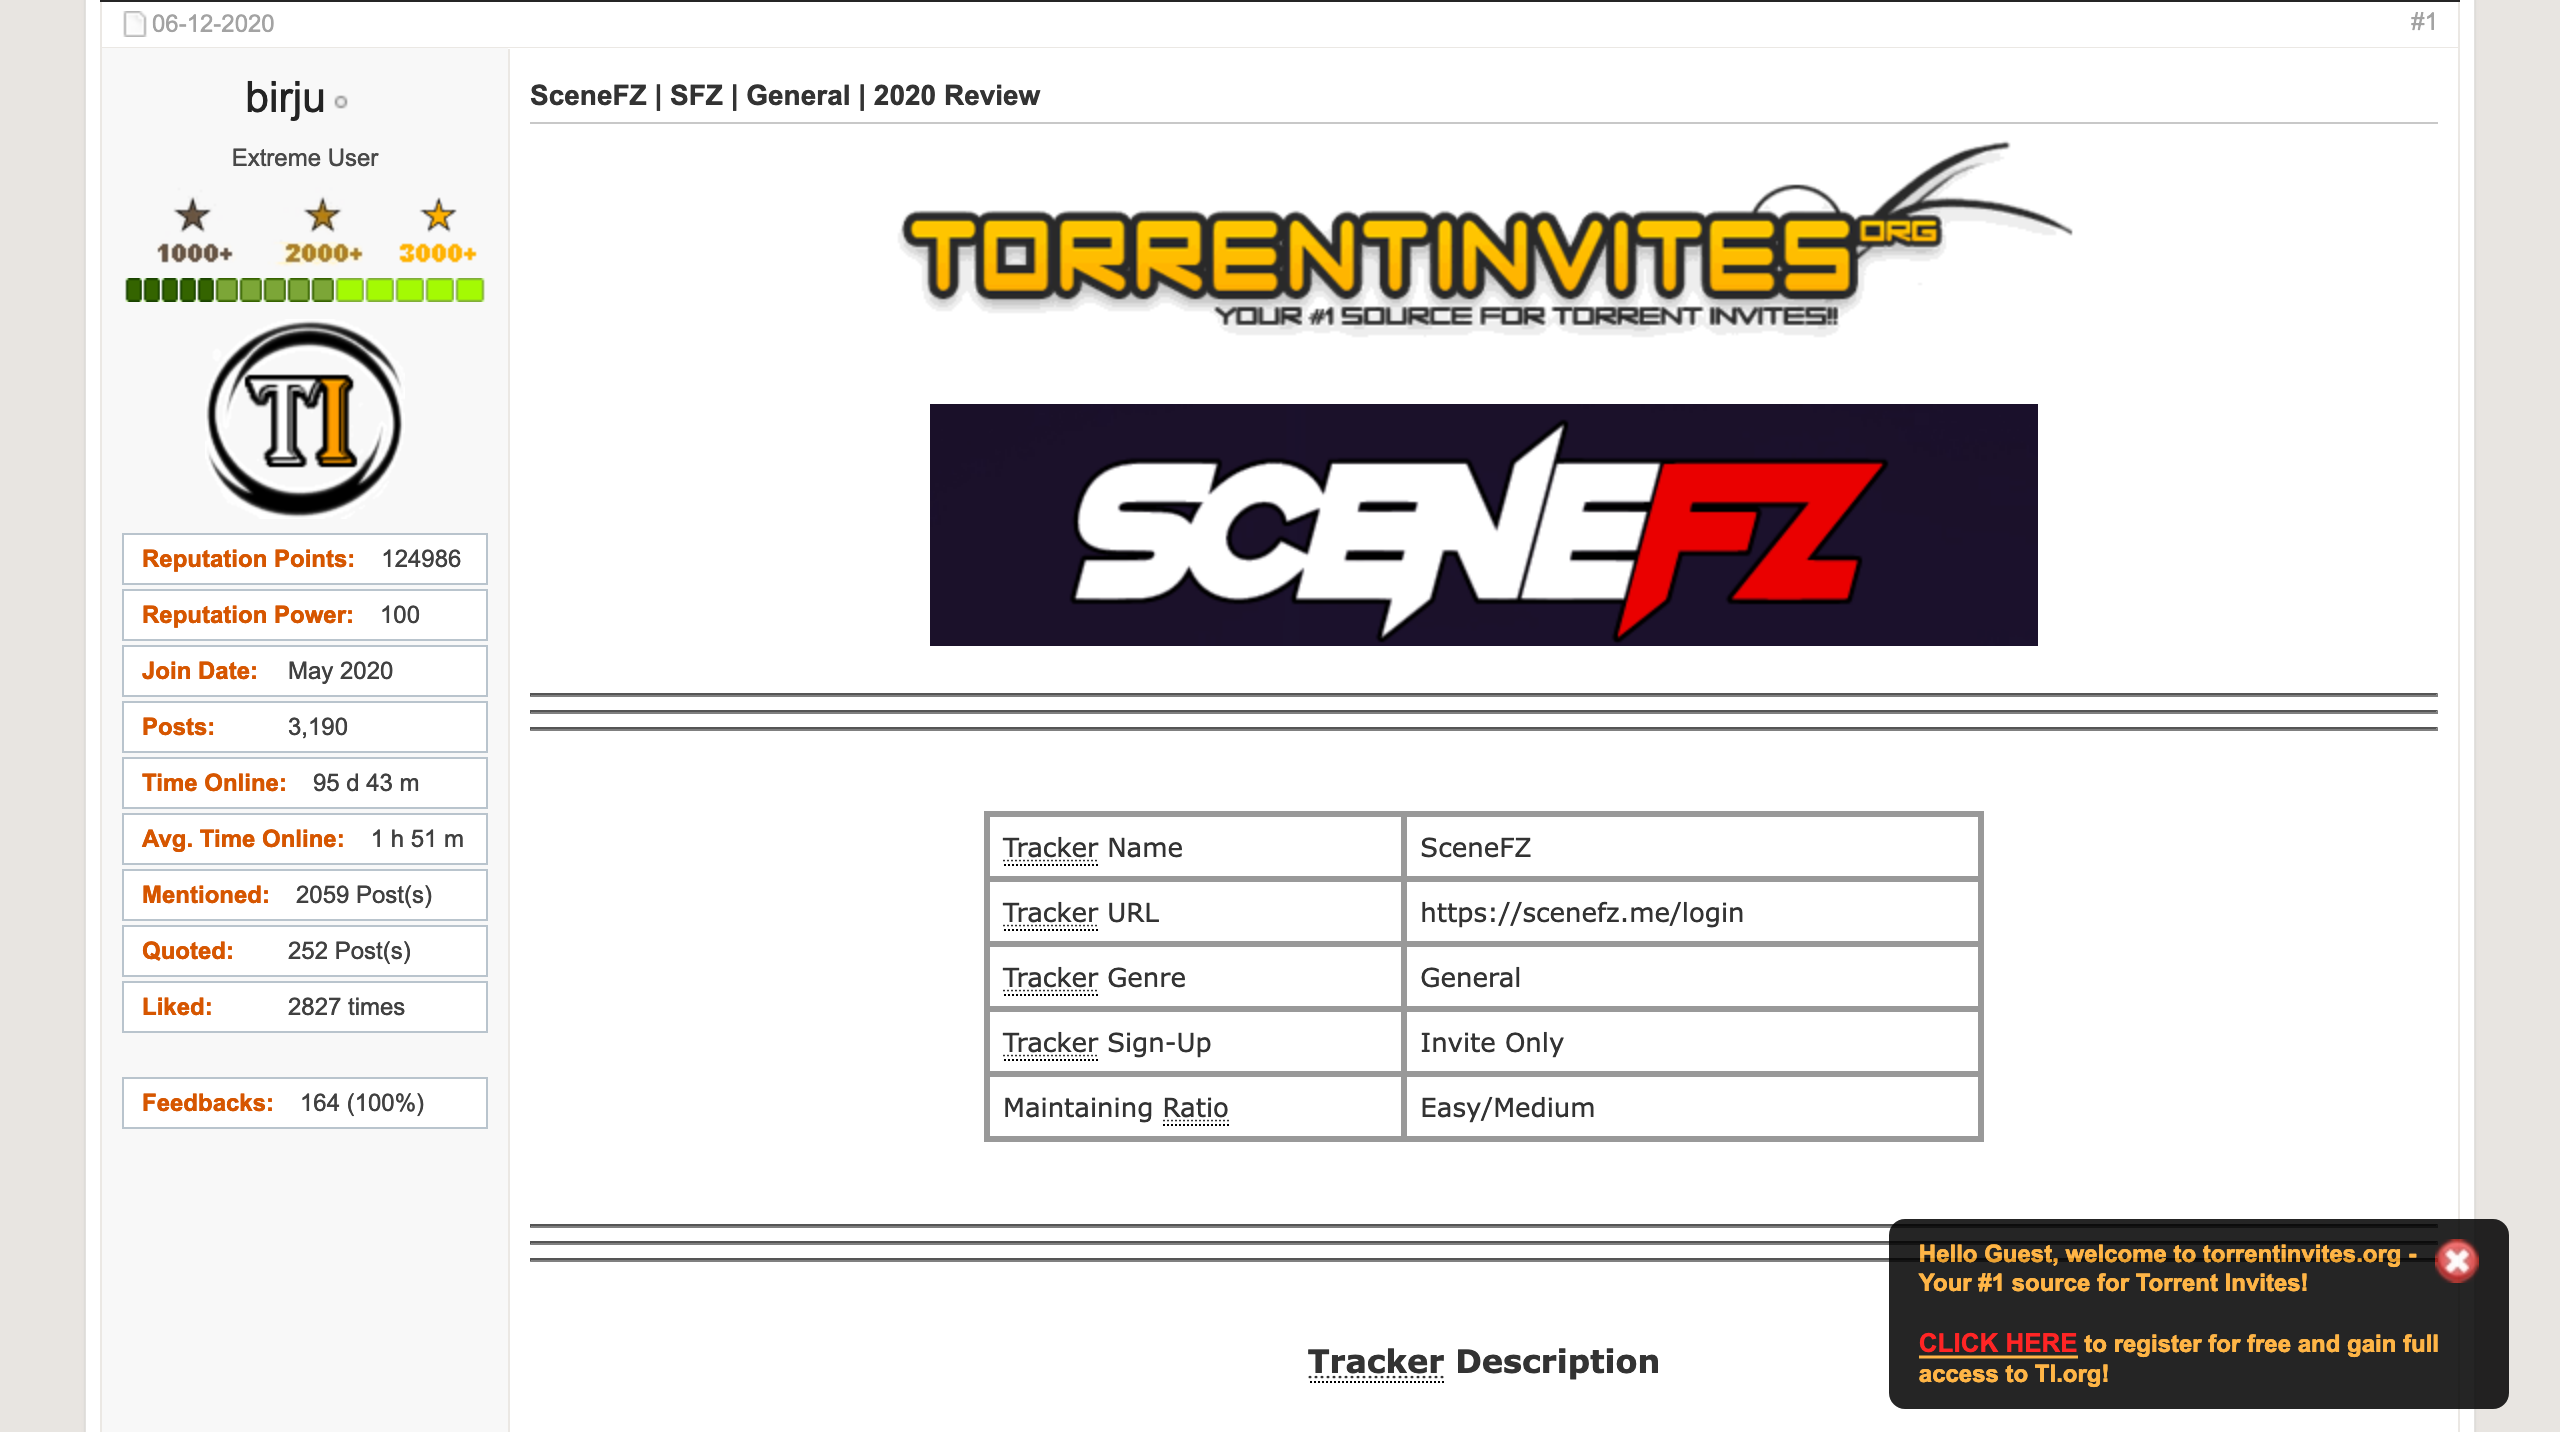 06-12-2020
#1
birju
Extreme User
1000+ 2000+ 3000+
TI
Reputation Points: 124986
Reputation Power: 100
Join Date: May 2020
Posts: 3,190
Time Online: 95 d 43 m
Avg. Time Online: 1 h 51 m
Mentioned: 2059 Post(s)
Quoted: 252 Post(s)
Liked: 2827 times
Feedbacks: 164 (100%)
SceneFZ | SFZ | General | 2020 Review
TORRENTINVITES ORG
YOUR #1 SOURCE FOR TORRENT INVITES!!
SCENEFZ
Tracker Name SceneFZ
Tracker URL https://scenefz.me/login
Tracker Genre General
Tracker Sign-Up Invite Only
Maintaining Ratio Easy/Medium
Tracker Description
Hello Guest, welcome to torrentinvites.org -
Your #1 source for Torrent Invites!
CLICK HERE to register for free and gain full
access to TI.org!